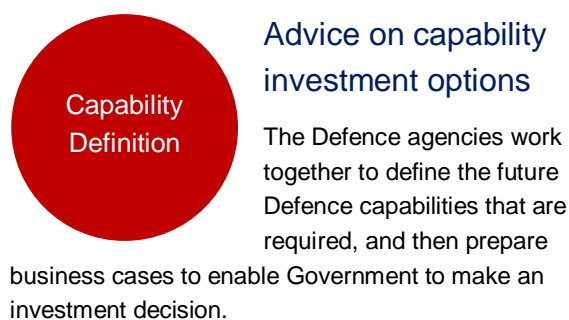 Capability
Definition
Advice on capability
investment options
The Defence agencies work
together to define the future
Defence capabilities that are
required, and then prepare
business cases to enable Government to make an
investment decision.